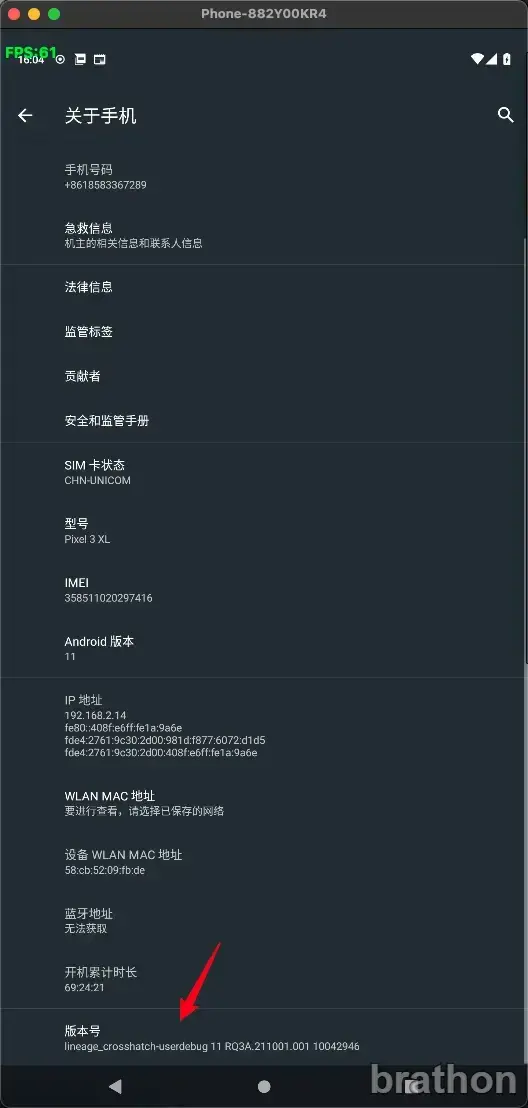 Phone-882Y00KR4
FPS:61
16:04
关于手机
手机号码
+8618583367289
急救信息
机主的相关信息和联系人信息
法律信息
监管标签
贡献者
安全和监管手册
SIM 卡状态
CHN-UNICOM
型号
Pixel 3 XL
IMEI
358511020297416
Android 版本
11
IP 地址
192.168.2.14
fe80::408f:e6ff:fe1a:9a6e
fde4:2761:9c30:2d00:981d:f877:6072:d1d5
fde4:2761:9c30:2d00:408f:e6ff:fe1a:9a6e
WLAN MAC 地址
要进行查看，请选择已保存的网络
设备 WLAN MAC 地址
58:cb:52:09:fb:de
蓝牙地址
无法获取
开机累计时长
69:24:21
版本号
lineage_crosshatch-userdebug 11 RQ3A.211001.001 10042946
brathon